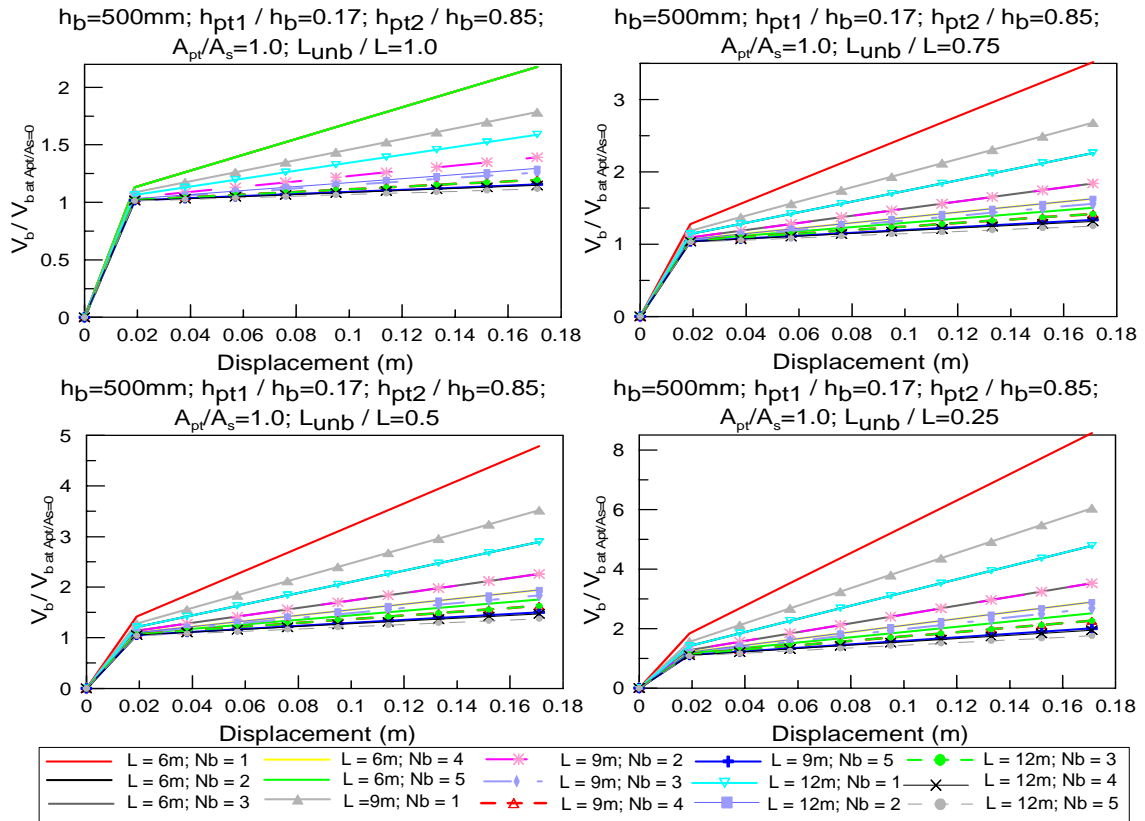 h_b=500mm; h_pt1 / h_b=0.17; h_pt2 / h_b=0.85;
A_pt/A_s=1.0; L_unb / L=1.0
V_b / V_b at Apt/As=0
2
1.5
1
0.5
0
0 0.02 0.04 0.06 0.08 0.1 0.12 0.14 0.16 0.18
Displacement (m)
h_b=500mm; h_pt1 / h_b=0.17; h_pt2 / h_b=0.85;
A_pt/A_s=1.0; L_unb / L=0.75
V_b / V_b at Apt/As=0
3
2
1
0
0 0.02 0.04 0.06 0.08 0.1 0.12 0.14 0.16 0.18
Displacement (m)
h_b=500mm; h_pt1 / h_b=0.17; h_pt2 / h_b=0.85;
A_pt/A_s=1.0; L_unb / L=0.5
V_b / V_b at Apt/As=0
5
4
3
2
1
0
0 0.02 0.04 0.06 0.08 0.1 0.12 0.14 0.16 0.18
Displacement (m)
h_b=500mm; h_pt1 / h_b=0.17; h_pt2 / h_b=0.85;
A_pt/A_s=1.0; L_unb / L=0.25
V_b / V_b at Apt/As=0
8
6
4
2
0
0 0.02 0.04 0.06 0.08 0.1 0.12 0.14 0.16 0.18
Displacement (m)
L = 6m; Nb = 1
L = 6m; Nb = 2
L = 6m; Nb = 3
L = 6m; Nb = 4
L = 6m; Nb = 5
L =9m; Nb = 1
L = 9m; Nb = 2
L = 9m; Nb = 3
L = 9m; Nb = 4
L = 9m; Nb = 5
L = 12m; Nb = 1
L = 12m; Nb = 2
L = 12m; Nb = 3
L = 12m; Nb = 4
L = 12m; Nb = 5